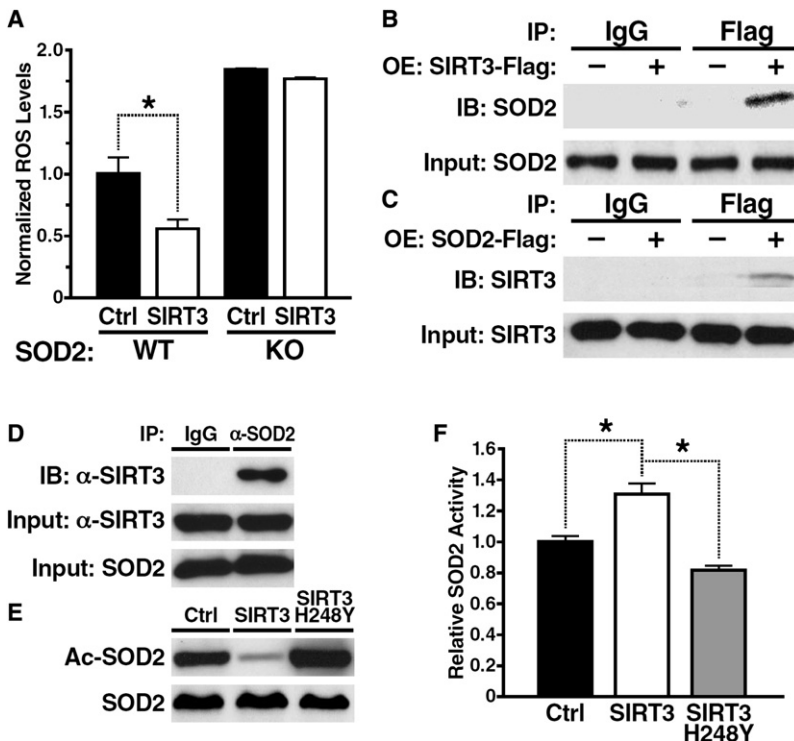 A
Normalized ROS Levels
2.0
1.5
1.0
0.5
0
*
Ctrl SIRT3 Ctrl SIRT3
SOD2: WT KO
B
IP: IgG Flag
OE: SIRT3-Flag: − + − +
IB: SOD2
Input: SOD2
C
IP: IgG Flag
OE: SOD2-Flag: − + − +
IB: SIRT3
Input: SIRT3
D
IP: IgG α-SOD2
IB: α-SIRT3
Input: α-SIRT3
Input: SOD2
E
Ctrl SIRT3 SIRT3 H248Y
Ac-SOD2
SOD2
F
Relative SOD2 Activity
1.6
1.4
1.2
1.0
0.8
0.6
0.4
0.2
0
* *
Ctrl SIRT3 SIRT3
H248Y